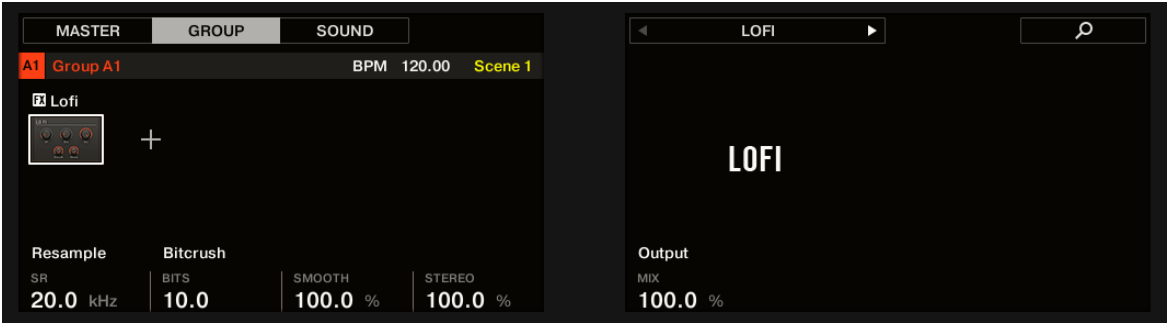 MASTER GROUP SOUND
A1 Group A1 BPM 120.00 Scene 1
FX Lofi
Resample Bitcrush
SR BITS SMOOTH STEREO
20.0 kHz 10.0 100.0 % 100.0 %
LOFI
LOFI
Output
MIX
100.0 %